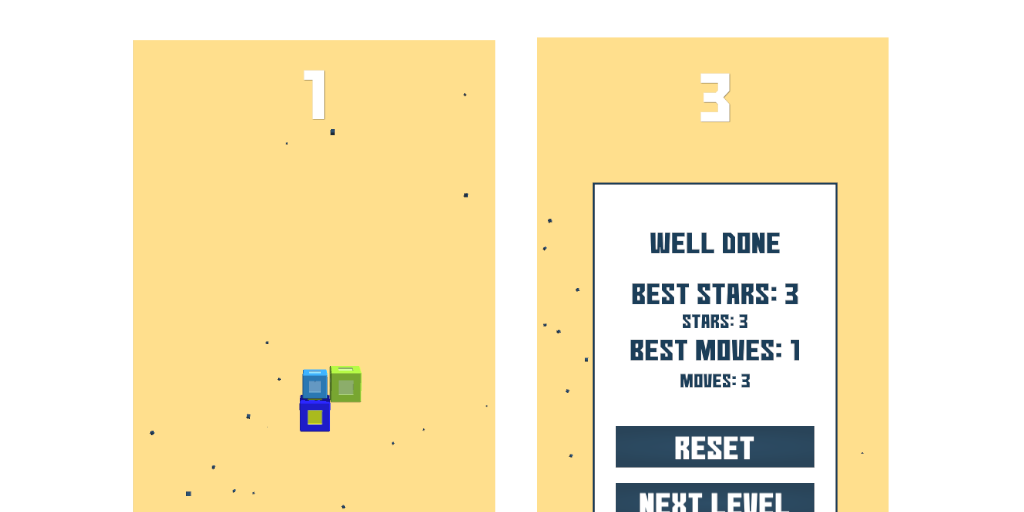 1
3
WELL DONE
BEST STARS: 3
STARS: 3
BEST MOVES: 1
MOVES: 3
RESET
NEXT LEVEL